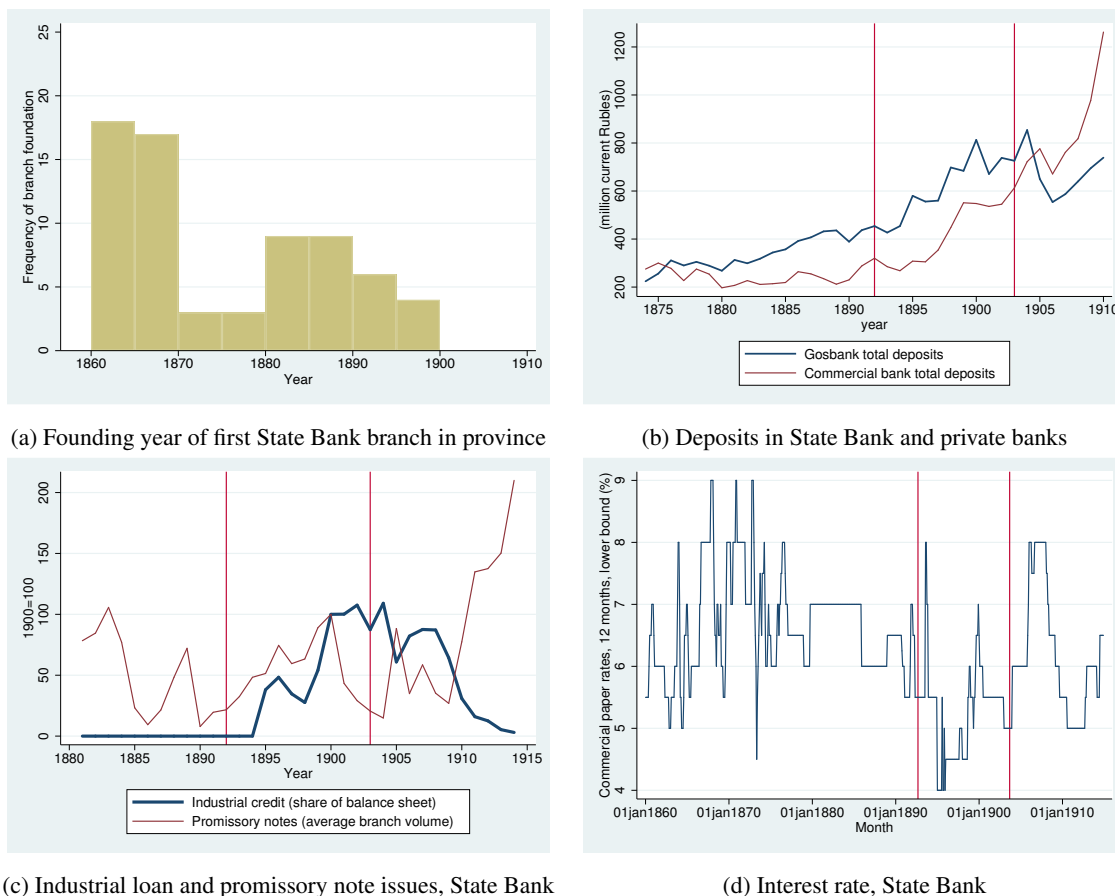 Frequency of branch foundation
25
20
15
10
5
0
1860 1870 1880 1890 1900 1910
Year
(a) Founding year of first State Bank branch in province
(million current Rubles)
1200
1000
800
600
400
200
1875 1880 1885 1890 1895 1900 1905 1910
year
Gosbank total deposits
Commercial bank total deposits
(b) Deposits in State Bank and private banks
1900=100
200
150
100
50
0
1880 1885 1890 1895 1900 1905 1910 1915
Year
Industrial credit (share of balance sheet)
Promissory notes (average branch volume)
(c) Industrial loan and promissory note issues, State Bank
Commercial paper rates, 12 months, lower bound (%)
9
8
7
6
5
4
01jan1860 01jan1870 01jan1880 01jan1890 01jan1900 01jan1910
Month
(d) Interest rate, State Bank